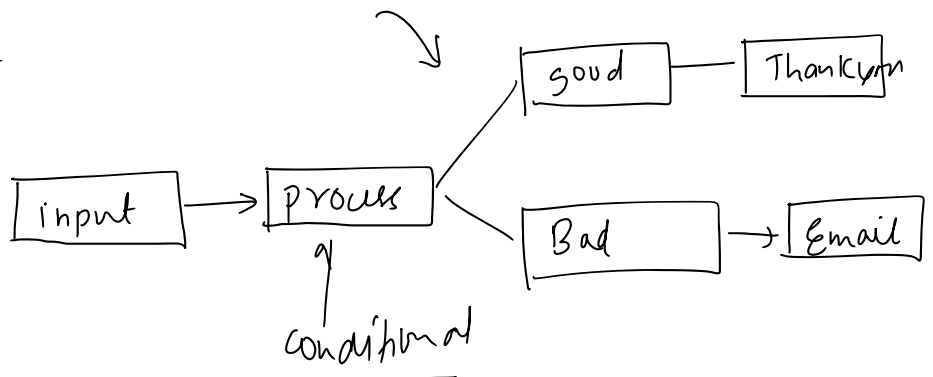 good
Thankyou
input
process
Bad
Email
conditional